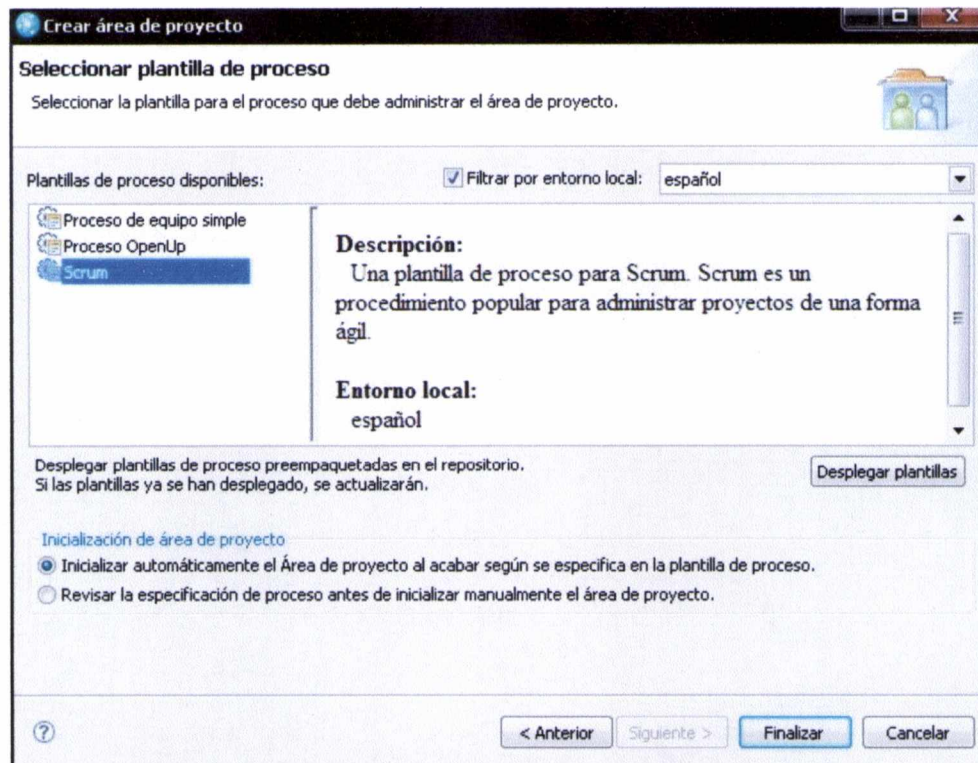 Crear área de proyecto
Seleccionar plantilla de proceso
Seleccionar la plantilla para el proceso que debe administrar el área de proyecto.
Plantillas de proceso disponibles:
Filtrar por entorno local:
español
Proceso de equipo simple
Proceso OpenUp
Scrum
Descripción:
Una plantilla de proceso para Scrum. Scrum es un
procedimiento popular para administrar proyectos de una forma
ágil.
Entorno local:
español
Desplegar plantillas de proceso preempaquetadas en el repositorio.
Si las plantillas ya se han desplegado, se actualizarán.
Desplegar plantillas
Inicialización de área de proyecto
Inicializar automáticamente el Área de proyecto al acabar según se especifica en la plantilla de proceso.
Revisar la especificación de proceso antes de inicializar manualmente el área de proyecto.
?
< Anterior
Siguiente >
Finalizar
Cancelar